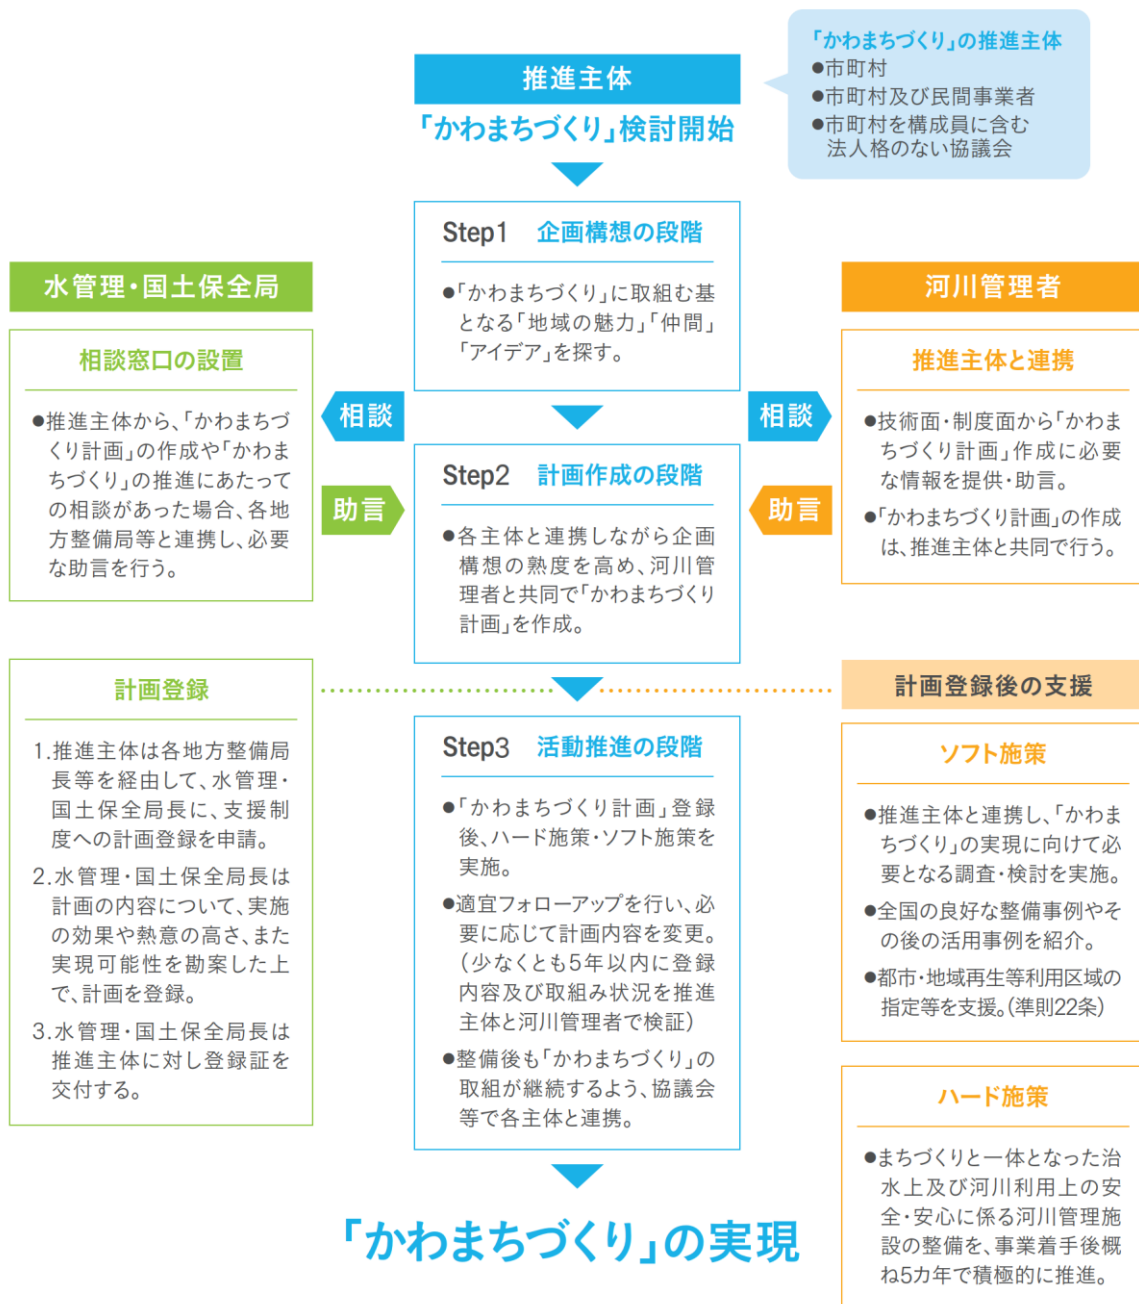 「かわまちづくり」の推進主体
●市町村
●市町村及び民間事業者
●市町村を構成員に含む
法人格のない協議会
推進主体
「かわまちづくり」検討開始
Step1 企画構想の段階
●「かわまちづくり」に取組む基
となる「地域の魅力」「仲間」
「アイデア」を探す。
水管理・国土保全局
相談窓口の設置
●推進主体から、「かわまちづ
くり計画」の作成や「かわま
ちづくり」の推進にあたって
の相談があった場合、各地
方整備局等と連携し、必要
な助言を行う。
相談
助言
河川管理者
推進主体と連携
●技術面・制度面から「かわま
ちづくり計画」作成に必要
な情報を提供・助言。
●「かわまちづくり計画」の作成
は、推進主体と共同で行う。
相談
助言
Step2 計画作成の段階
●各主体と連携しながら企画
構想の熟度を高め、河川管
理者と共同で「かわまちづくり
計画」を作成。
計画登録
1.推進主体は各地方整備局
長等を経由して、水管理・
国土保全局長に、支援制
度への計画登録を申請。
2.水管理・国土保全局長は
計画の内容について、実施
の効果や熱意の高さ、また
実現可能性を勘案した上
で、計画を登録。
3.水管理・国土保全局長は
推進主体に対し登録証を
交付する。
Step3 活動推進の段階
●「かわまちづくり計画」登録
後、ハード施策・ソフト施策を
実施。
●適宜フォローアップを行い、必
要に応じて計画内容を変更。
(少なくとも5年以内に登録
内容及び取組み状況を推進
主体と河川管理者で検証)
●整備後も「かわまちづくり」の
取組が継続するよう、協議会
等で各主体と連携。
計画登録後の支援
ソフト施策
●推進主体と連携し、「かわま
ちづくり」の実現に向けて必
要となる調査・検討を実施。
●全国の良好な整備事例やそ
の後の活用事例を紹介。
●都市・地域再生等利用区域の
指定等を支援。(準則22条)
ハード施策
●まちづくりと一体となった治
水上及び河川利用上の安
全・安心に係る河川管理施
設の整備を、事業着手後概
ね5カ年で積極的に推進。
「かわまちづくり」の実現